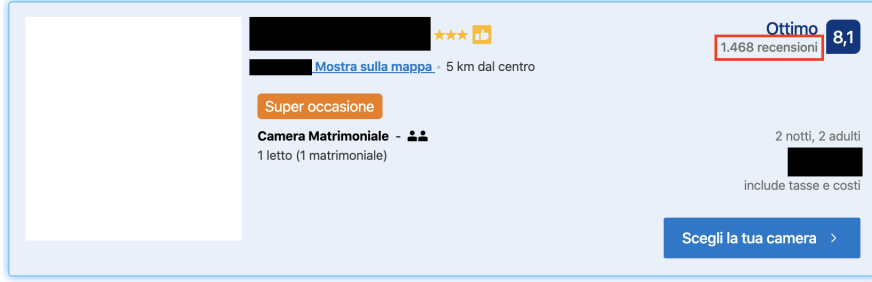 Ottimo
1.468 recensioni
8,1
Mostra sulla mappa • 5 km dal centro
Super occasione
Camera Matrimoniale -
1 letto (1 matrimoniale)
2 notti, 2 adulti
include tasse e costi
Scegli la tua camera >